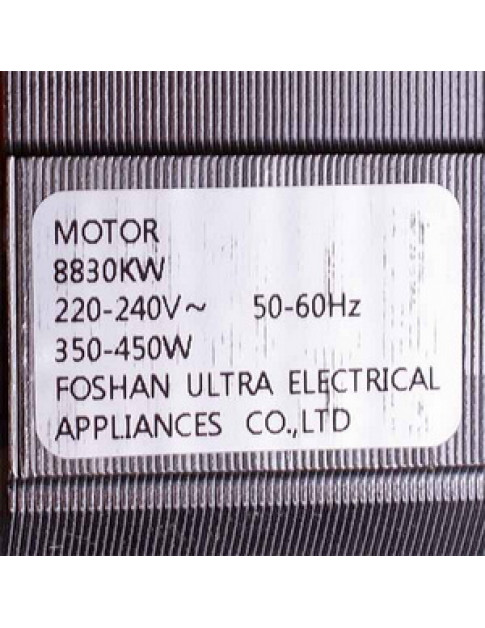 MOTOR
8830KW
220-240V~ 50-60Hz
350-450W
FOSHAN ULTRA ELECTRICAL
APPLIANCES CO.,LTD